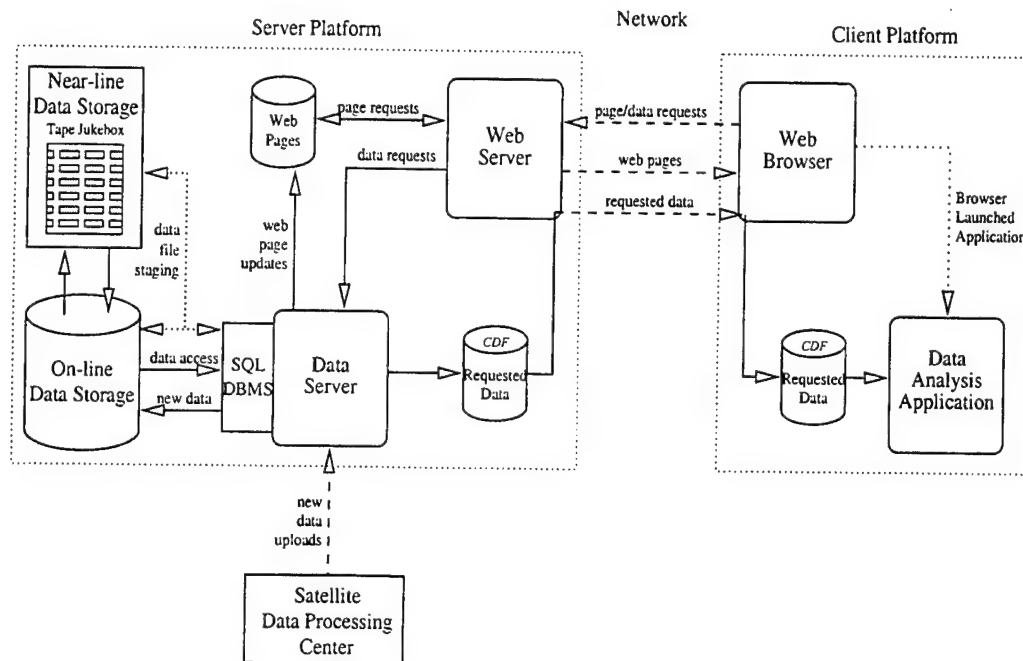 Network
Server Platform
Client Platform
Near-line
Data Storage
Tape Jukebox
Web
Pages
page requests
Web
Server
data requests
page/data requests
web pages
requested data
Web
Browser
Browser
Launched
Application
data
file
staging
web
page
updates
On-line
Data Storage
data access
new data
SQL
DBMS
Data
Server
CDF
Requested
Data
CDF
Requested
Data
Data
Analysis
Application
new
data
uploads
Satellite
Data Processing
Center